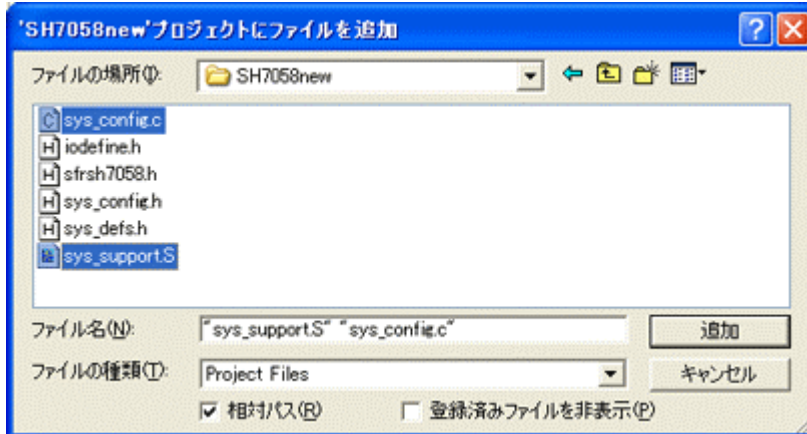 'SH7058new'プロジェクトにファイルを追加
ファイルの場所(I):
SH7058new
sys_config.c
iodefine.h
sfrsh7058.h
sys_config.h
sys_defs.h
sys_support.S
ファイル名(N):
"sys_support.S" "sys_config.c"
追加
ファイルの種類(T):
Project Files
キャンセル
相対パス(R)
登録済みファイルを非表示(P)